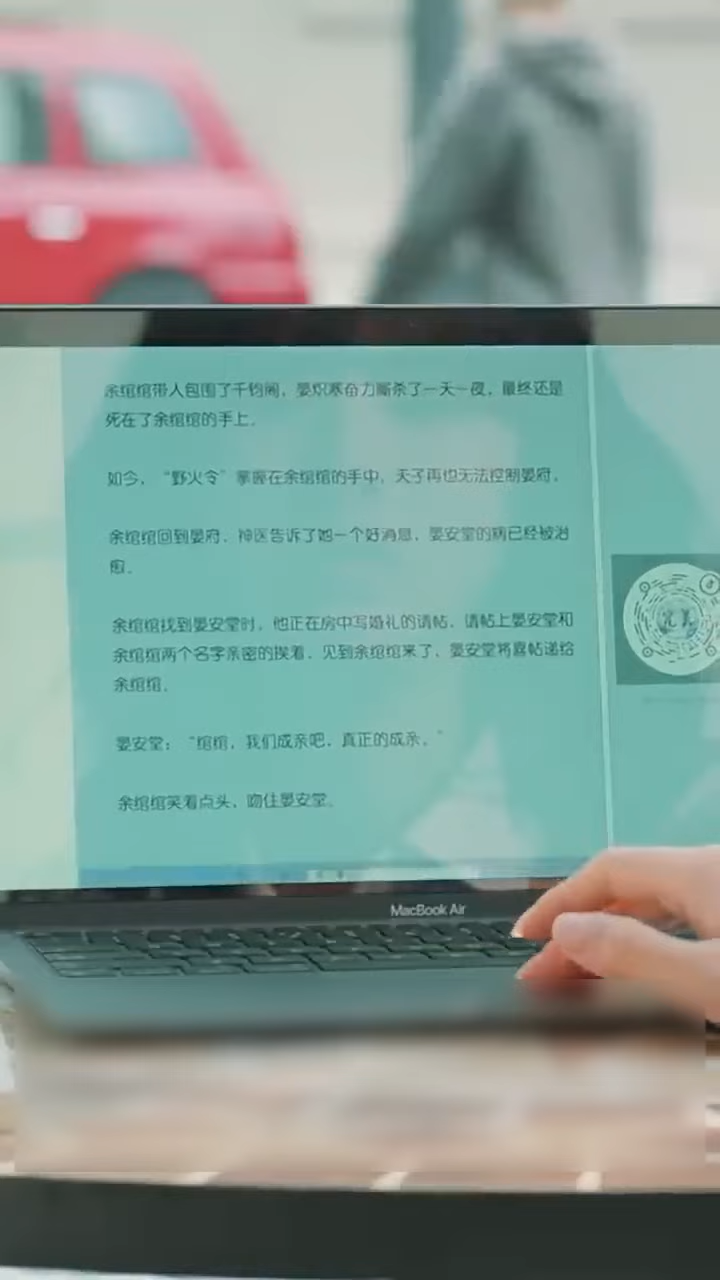 余绾绾带人包围了千钧阁，晏炽寒奋力厮杀了一天一夜，最终还是
死在了余绾绾的手上。
如今，“野火令”掌握在余绾绾的手中，天子再也无法控制晏府。
余绾绾回到晏府，神医告诉了她一个好消息，晏安堂的病已经被治
愈。
余绾绾找到晏安堂时，他正在房中写婚礼的请帖，请帖上晏安堂和
余绾绾两个名字亲密的挨着，见到余绾绾来了，晏安堂将喜帖递给
余绾绾。
晏安堂：“绾绾，我们成亲吧，真正的成亲。”
余绾绾笑着点头，吻住晏安堂。
MacBook Air